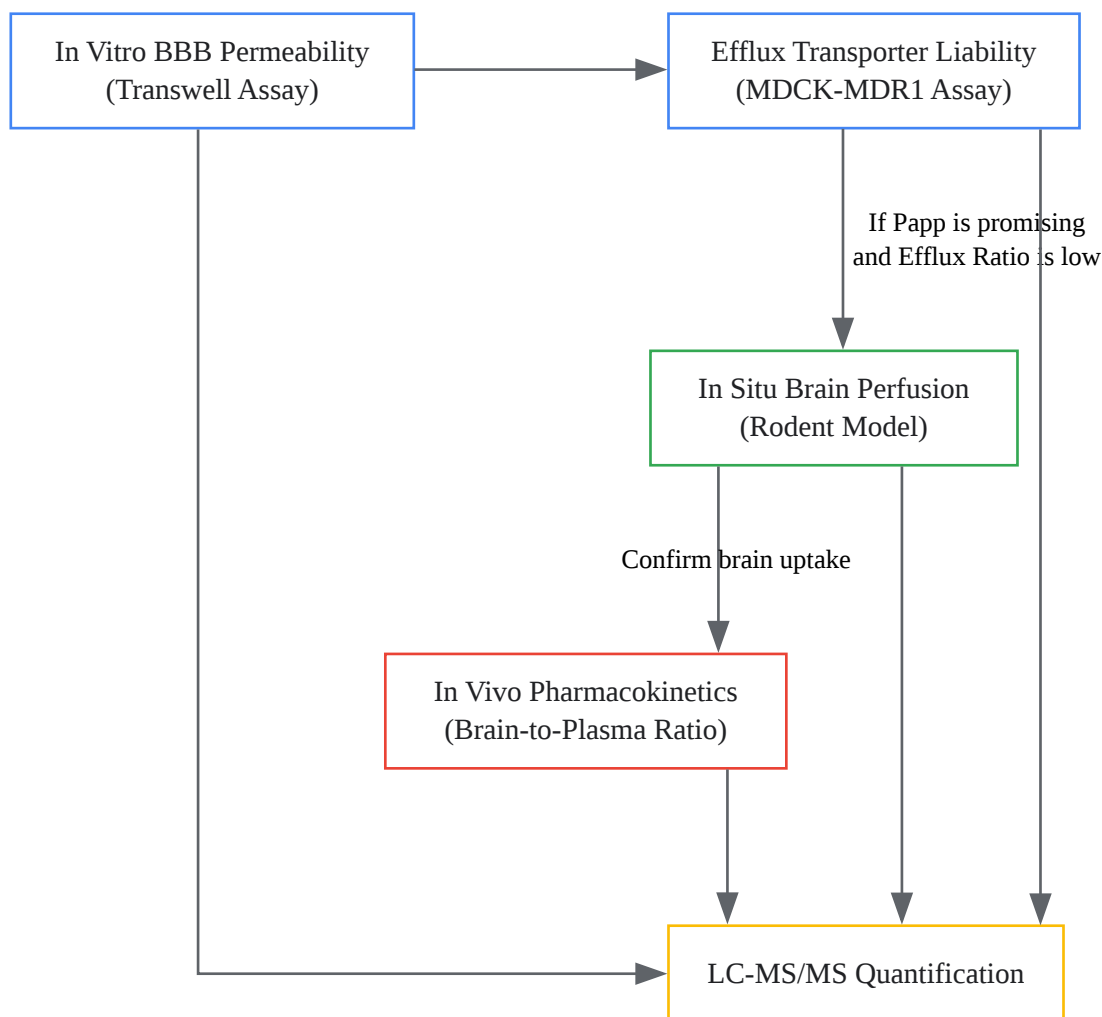 In Vitro BBB Permeability
(Transwell Assay)
Efflux Transporter Liability
(MDCK-MDR1 Assay)
If Papp is promising
and Efflux Ratio is low
In Situ Brain Perfusion
(Rodent Model)
Confirm brain uptake
In Vivo Pharmacokinetics
(Brain-to-Plasma Ratio)
LC-MS/MS Quantification